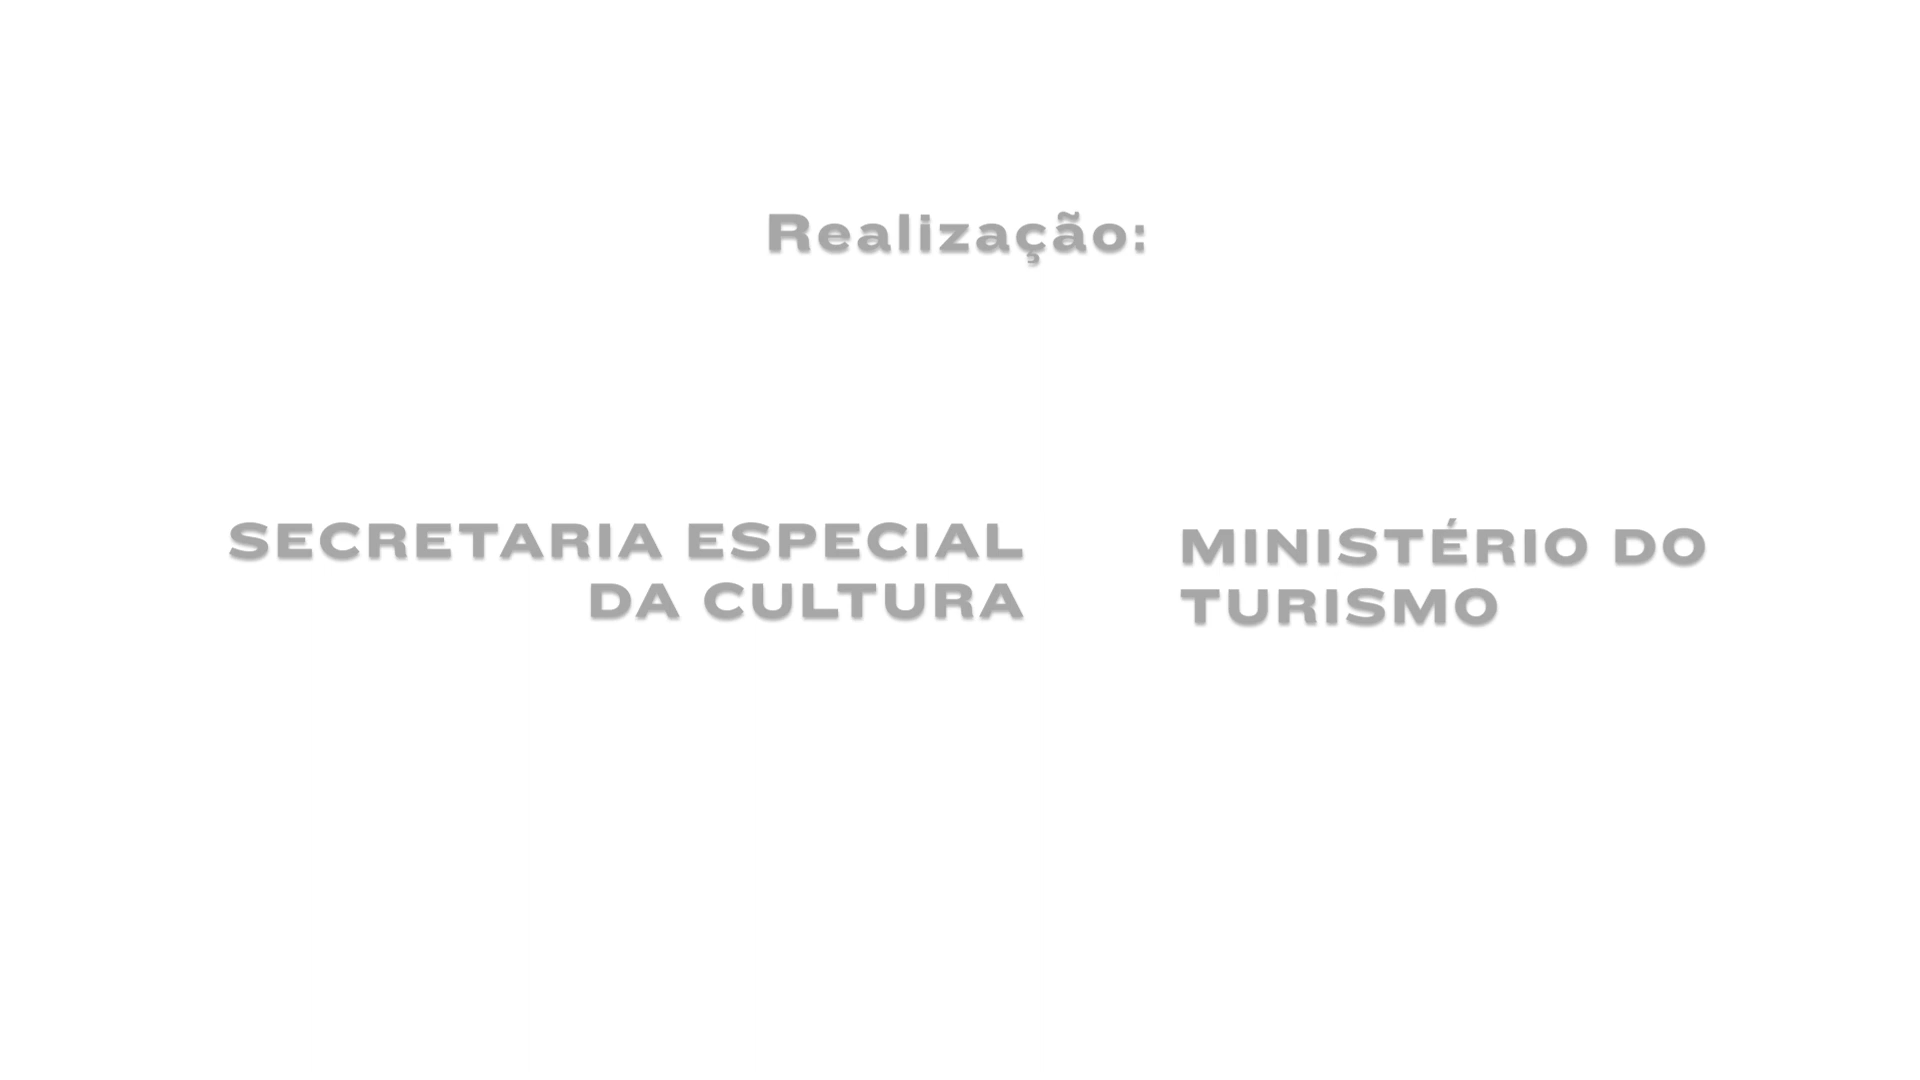 Realização:
SECRETARIA ESPECIAL
DA CULTURA
MINISTÉRIO DO
TURISMO